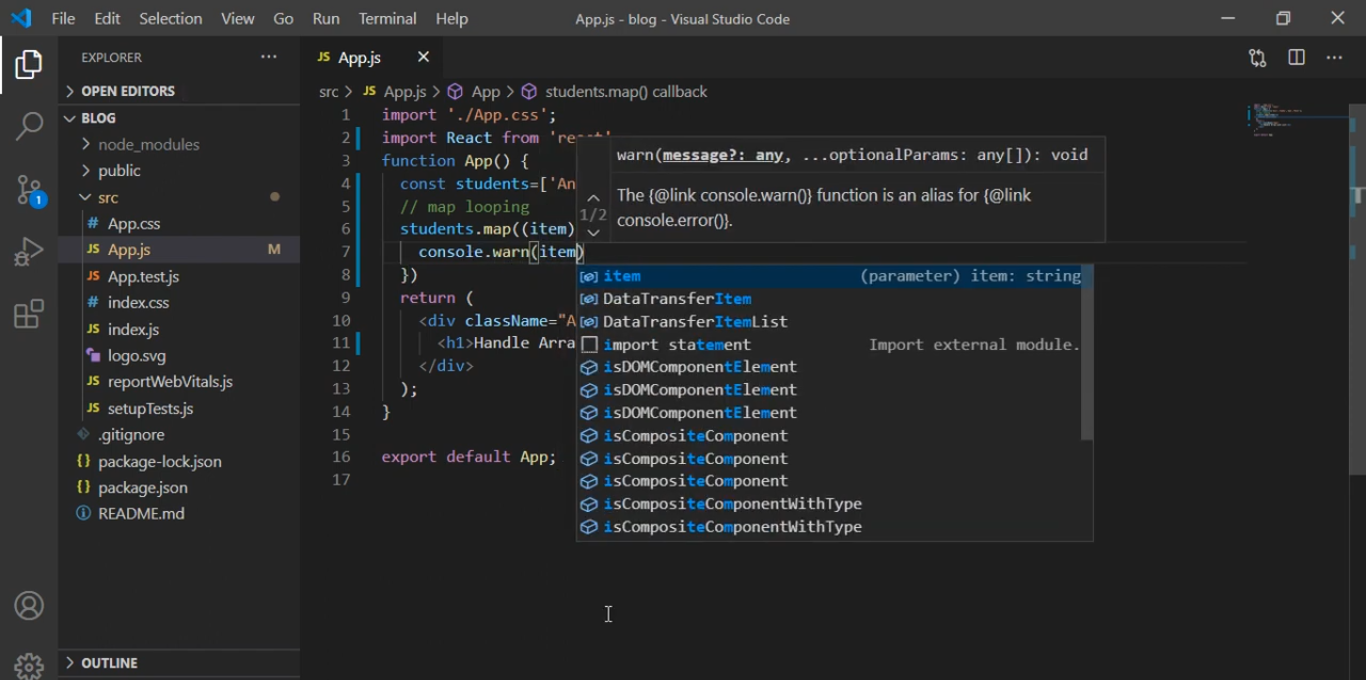 File Edit Selection View Go Run Terminal Help App.js - blog - Visual Studio Code
EXPLORER
OPEN EDITORS
BLOG
node_modules
public
src
# App.css
JS App.js M
JS App.test.js
# index.css
JS index.js
logo.svg
JS reportWebVitals.js
JS setupTests.js
.gitignore
{} package-lock.json
{} package.json
README.md
OUTLINE
1
JS App.js
src > JS App.js > App > students.map() callback
1 import './App.css';
2 import React from 'react'
3 function App() {
4 const students=['An
5 // map looping
6 students.map((item)
7 console.warn(item)
8 })
9 return (
10 <div className="A
11 <h1>Handle Arra
12 </div>
13 );
14 }
15
16 export default App;
17
warn(message?: any, ...optionalParams: any[]): void
1/2
The {@link console.warn()} function is an alias for {@link
console.error()}.
item (parameter) item: string
DataTransferItem
DataTransferItemList
import statement Import external module.
isDOMComponentElement
isDOMComponentElement
isDOMComponentElement
isCompositeComponent
isCompositeComponent
isCompositeComponent
isCompositeComponentWithType
isCompositeComponentWithType